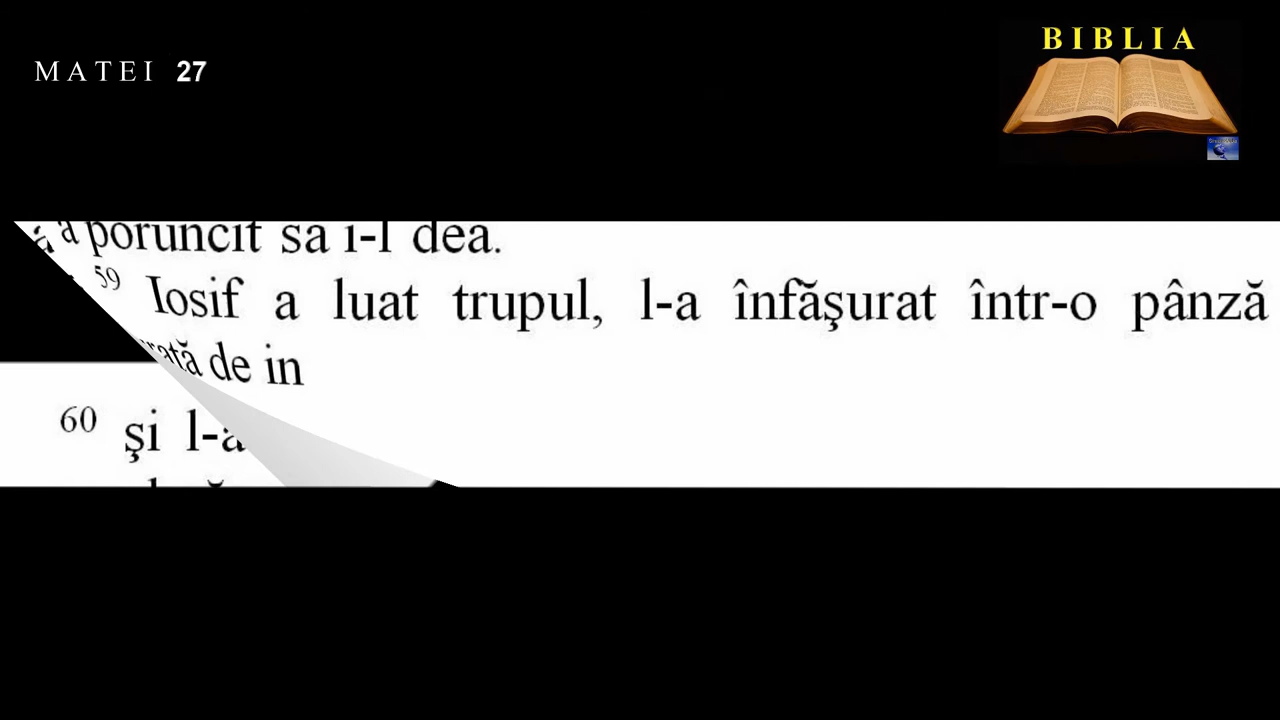 BIBLIA
MATEI 27
a poruncit să i-l dea.
59 Iosif a luat trupul, l-a înfăşurat într-o pânză
de in
60 şi l-a